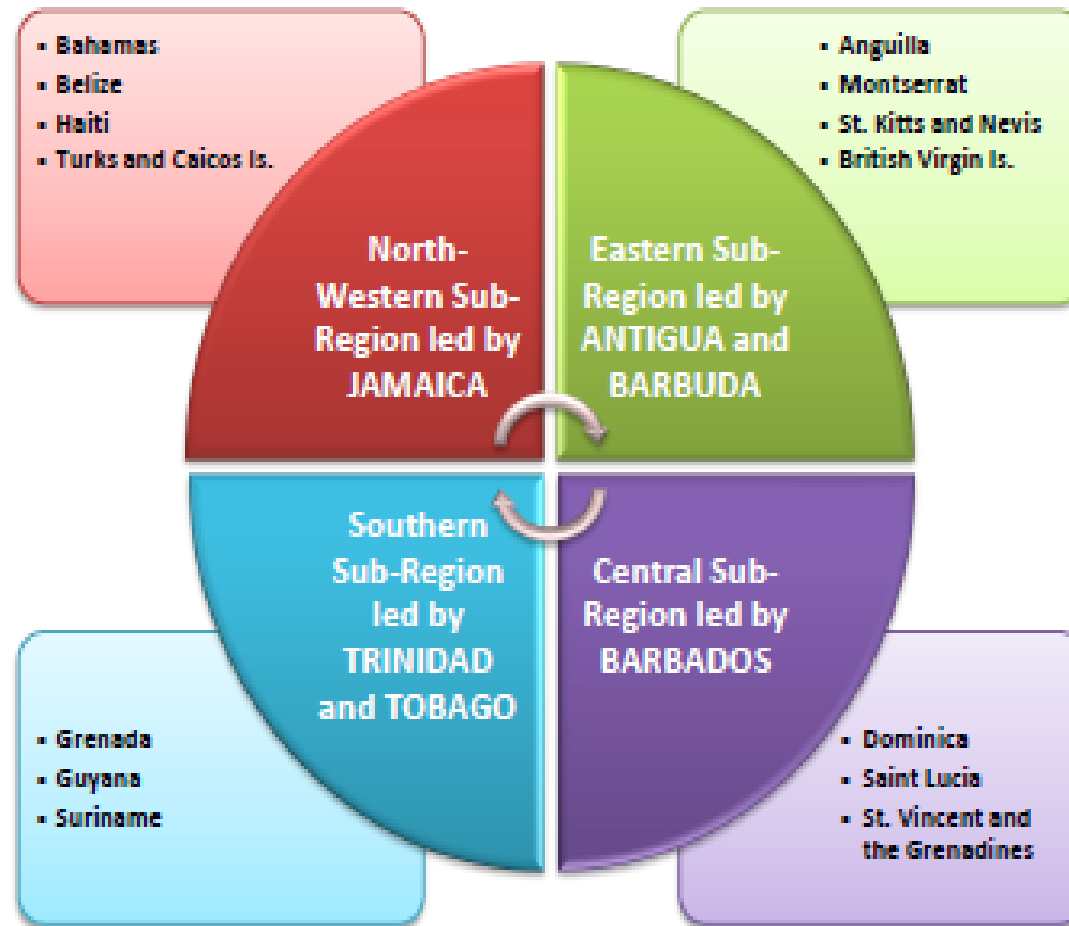 ▪ Bahamas
▪ Belize
▪ Haiti
▪ Turks and Caicos Is.
▪ Anguilla
▪ Montserrat
▪ St. Kitts and Nevis
▪ British Virgin Is.
North-
Western Sub-
Region led by
JAMAICA
Eastern Sub-
Region led by
ANTIGUA and
BARBUDA
Southern
Sub-Region
led by
TRINIDAD
and TOBAGO
Central Sub-
Region led by
BARBADOS
▪ Grenada
▪ Guyana
▪ Suriname
▪ Dominica
▪ Saint Lucia
▪ St. Vincent and
the Grenadines